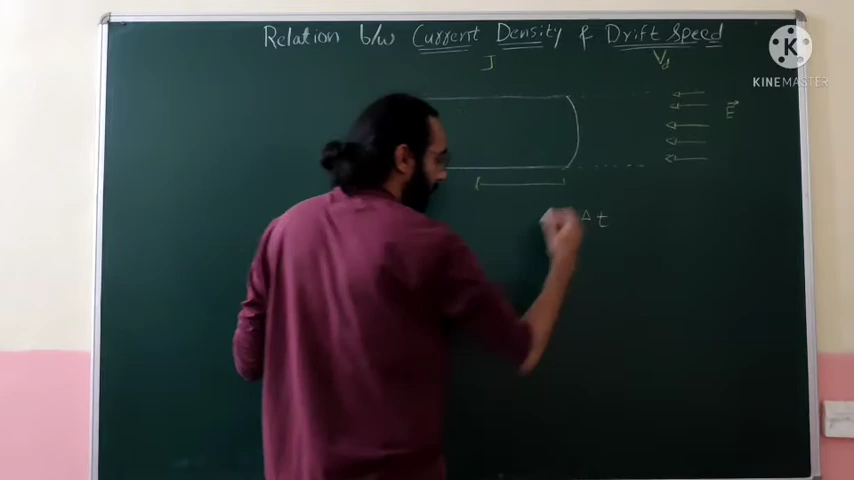 Relation b/w Current Density & Drift Speed
J
Vd
E
Δt
K
KINEMASTER